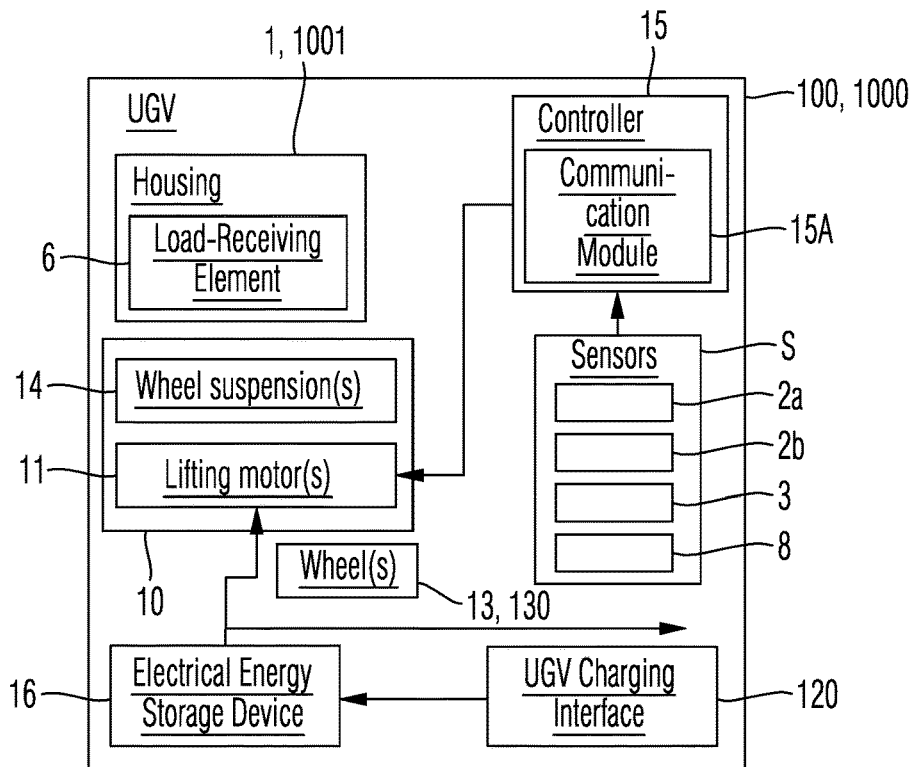 1, 1001
15
100, 1000
UGV
Controller
Communi-
cation
Module
15A
Housing
6
Load-Receiving
Element
S
Sensors
14
Wheel suspension(s)
2a
11
Lifting motor(s)
2b
3
8
10
Wheel(s)
13, 130
16
Electrical Energy
Storage Device
UGV Charging
Interface
120